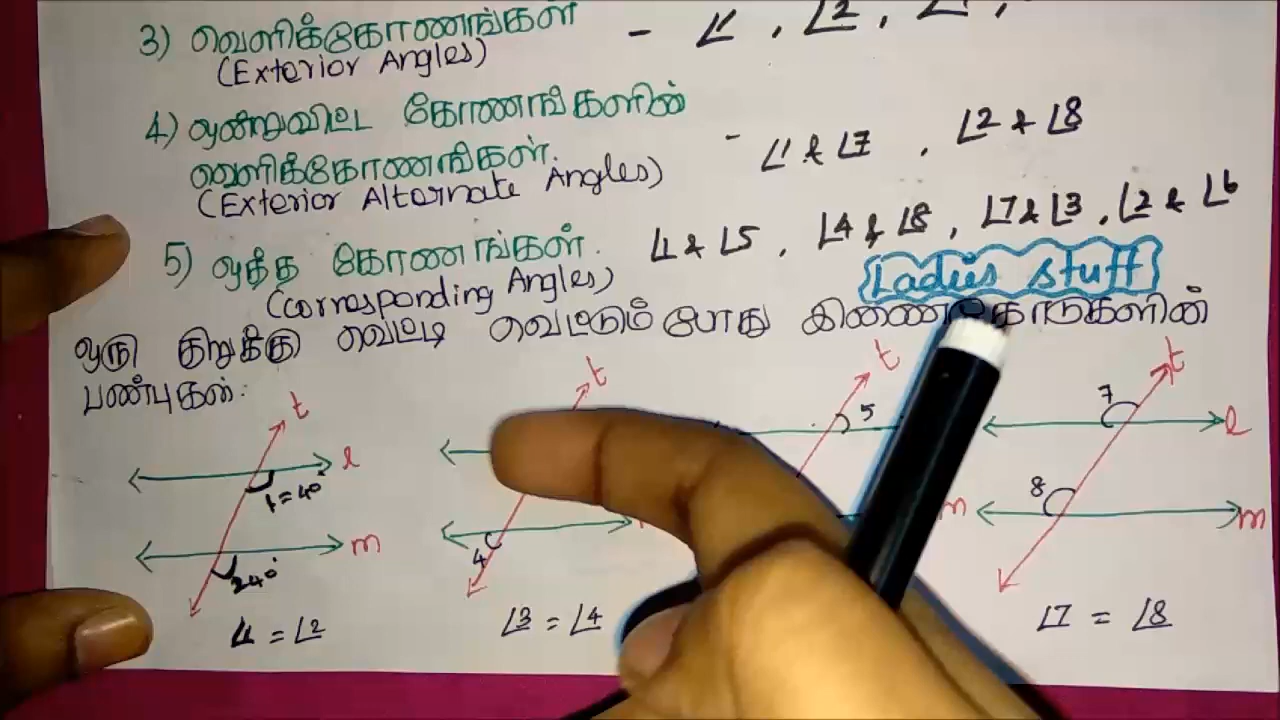 3) வெளிக்கோணங்கள் - ∠1, ∠2,
(Exterior Angles)
4) ஒன்றுவிட்ட கோணங்களின்
வெளிக்கோணங்கள். - ∠1 & ∠7 , ∠2 & ∠8
(Exterior Alternate Angles)
5) ஒத்த கோணங்கள். ∠1 & ∠5 , ∠4 & ∠8 , ∠7 & ∠3 , ∠2 & ∠6
(Corresponding Angles)
Ladies stuff
ஒரு குறுக்கு வெட்டி வெட்டும் போது
பண்புகள்:
t t t t
l 1=40° 5 7 l
m 240° 4 m 8 m
∠1 = ∠2 ∠3 = ∠4 ∠7 = ∠8